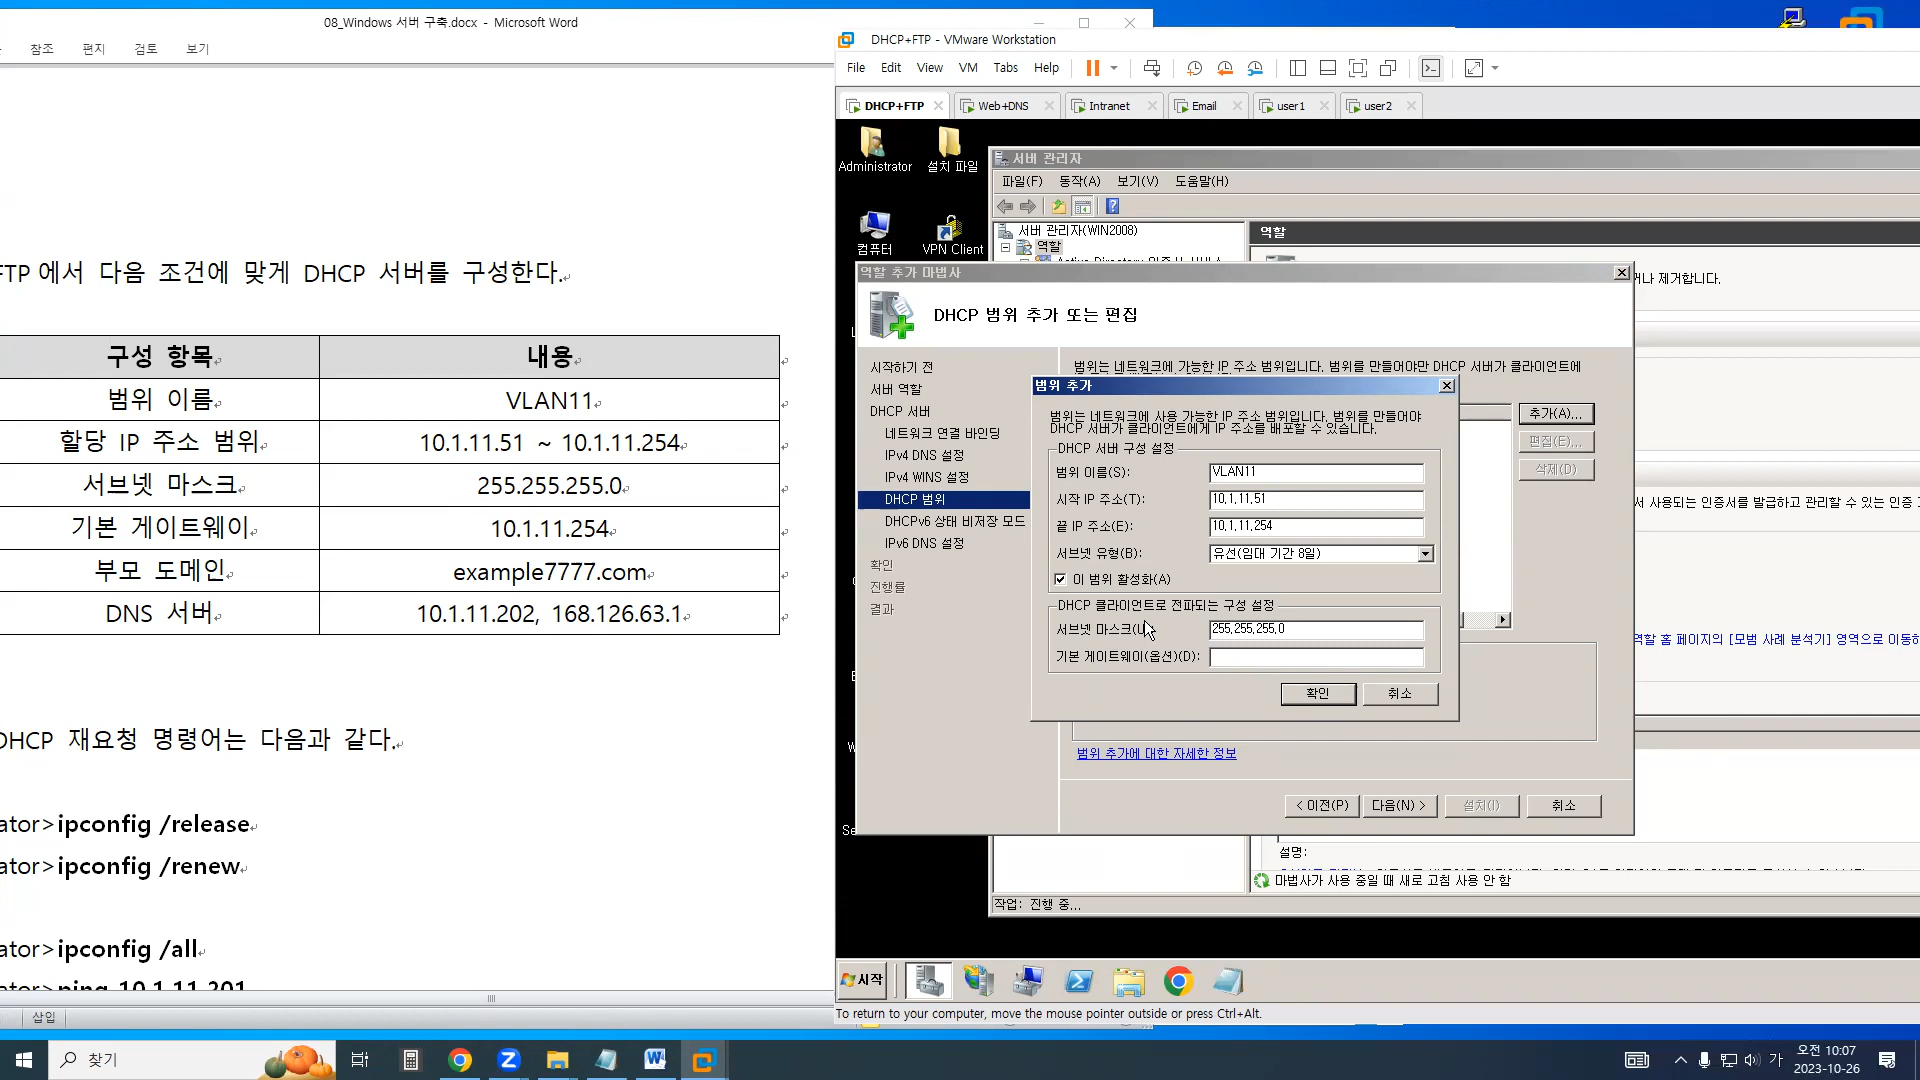 08_Windows 서버 구축.docx - Microsoft Word
참조 편지 검토 보기
FTP에서 다음 조건에 맞게 DHCP 서버를 구성한다.
구성 항목 내용
범위 이름 VLAN11
할당 IP 주소 범위 10.1.11.51 ~ 10.1.11.254
서브넷 마스크 255.255.255.0
기본 게이트웨이 10.1.11.254
부모 도메인 example7777.com
DNS 서버 10.1.11.202, 168.126.63.1
DHCP 재요청 명령어는 다음과 같다.
ator>ipconfig /release
ator>ipconfig /renew
ator>ipconfig /all
ator>ping 10.1.11.201
삽입
DHCP+FTP - VMware Workstation
File Edit View VM Tabs Help
DHCP+FTP Web+DNS Intranet Email user1 user2
Administrator 설치 파일
컴퓨터 VPN Client
서버 관리자
파일(F) 동작(A) 보기(V) 도움말(H)
서버 관리자(WIN2008)
역할
역할
거나 제거합니다.
역할 추가 마법사
DHCP 범위 추가 또는 편집
시작하기 전
서버 역할
DHCP 서버
네트워크 연결 바인딩
IPv4 DNS 설정
IPv4 WINS 설정
DHCP 범위
DHCPv6 상태 비저장 모드
IPv6 DNS 설정
확인
진행률
결과
범위는 네트워크에 가능한 IP 주소 범위입니다. 범위를 만들어야만 DHCP 서버가 클라이언트에
추가(A)...
편집(E)...
삭제(D)
범위 추가
범위는 네트워크에 사용 가능한 IP 주소 범위입니다. 범위를 만들어야
DHCP 서버가 클라이언트에게 IP 주소를 배포할 수 있습니다.
DHCP 서버 구성 설정
범위 이름(S): VLAN11
시작 IP 주소(T): 10.1.11.51
끝 IP 주소(E): 10.1.11.254
서브넷 유형(B): 유선(임대 기간 8일)
이 범위 활성화(A)
DHCP 클라이언트로 전파되는 구성 설정
서브넷 마스크(U): 255.255.255.0
기본 게이트웨이(옵션)(D):
확인 취소
범위 추가에 대한 자세한 정보
< 이전(P) 다음(N) > 설치(I) 취소
서 사용되는 인증서를 발급하고 관리할 수 있는 인증
역할 홈 페이지의 [모범 사례 분석기] 영역으로 이동하
설명:
마법사가 사용 중일 때 새로 고침 사용 안 함
작업: 진행 중...
시작
To return to your computer, move the mouse pointer outside or press Ctrl+Alt.
찾기
가
오전 10:07
2023-10-26